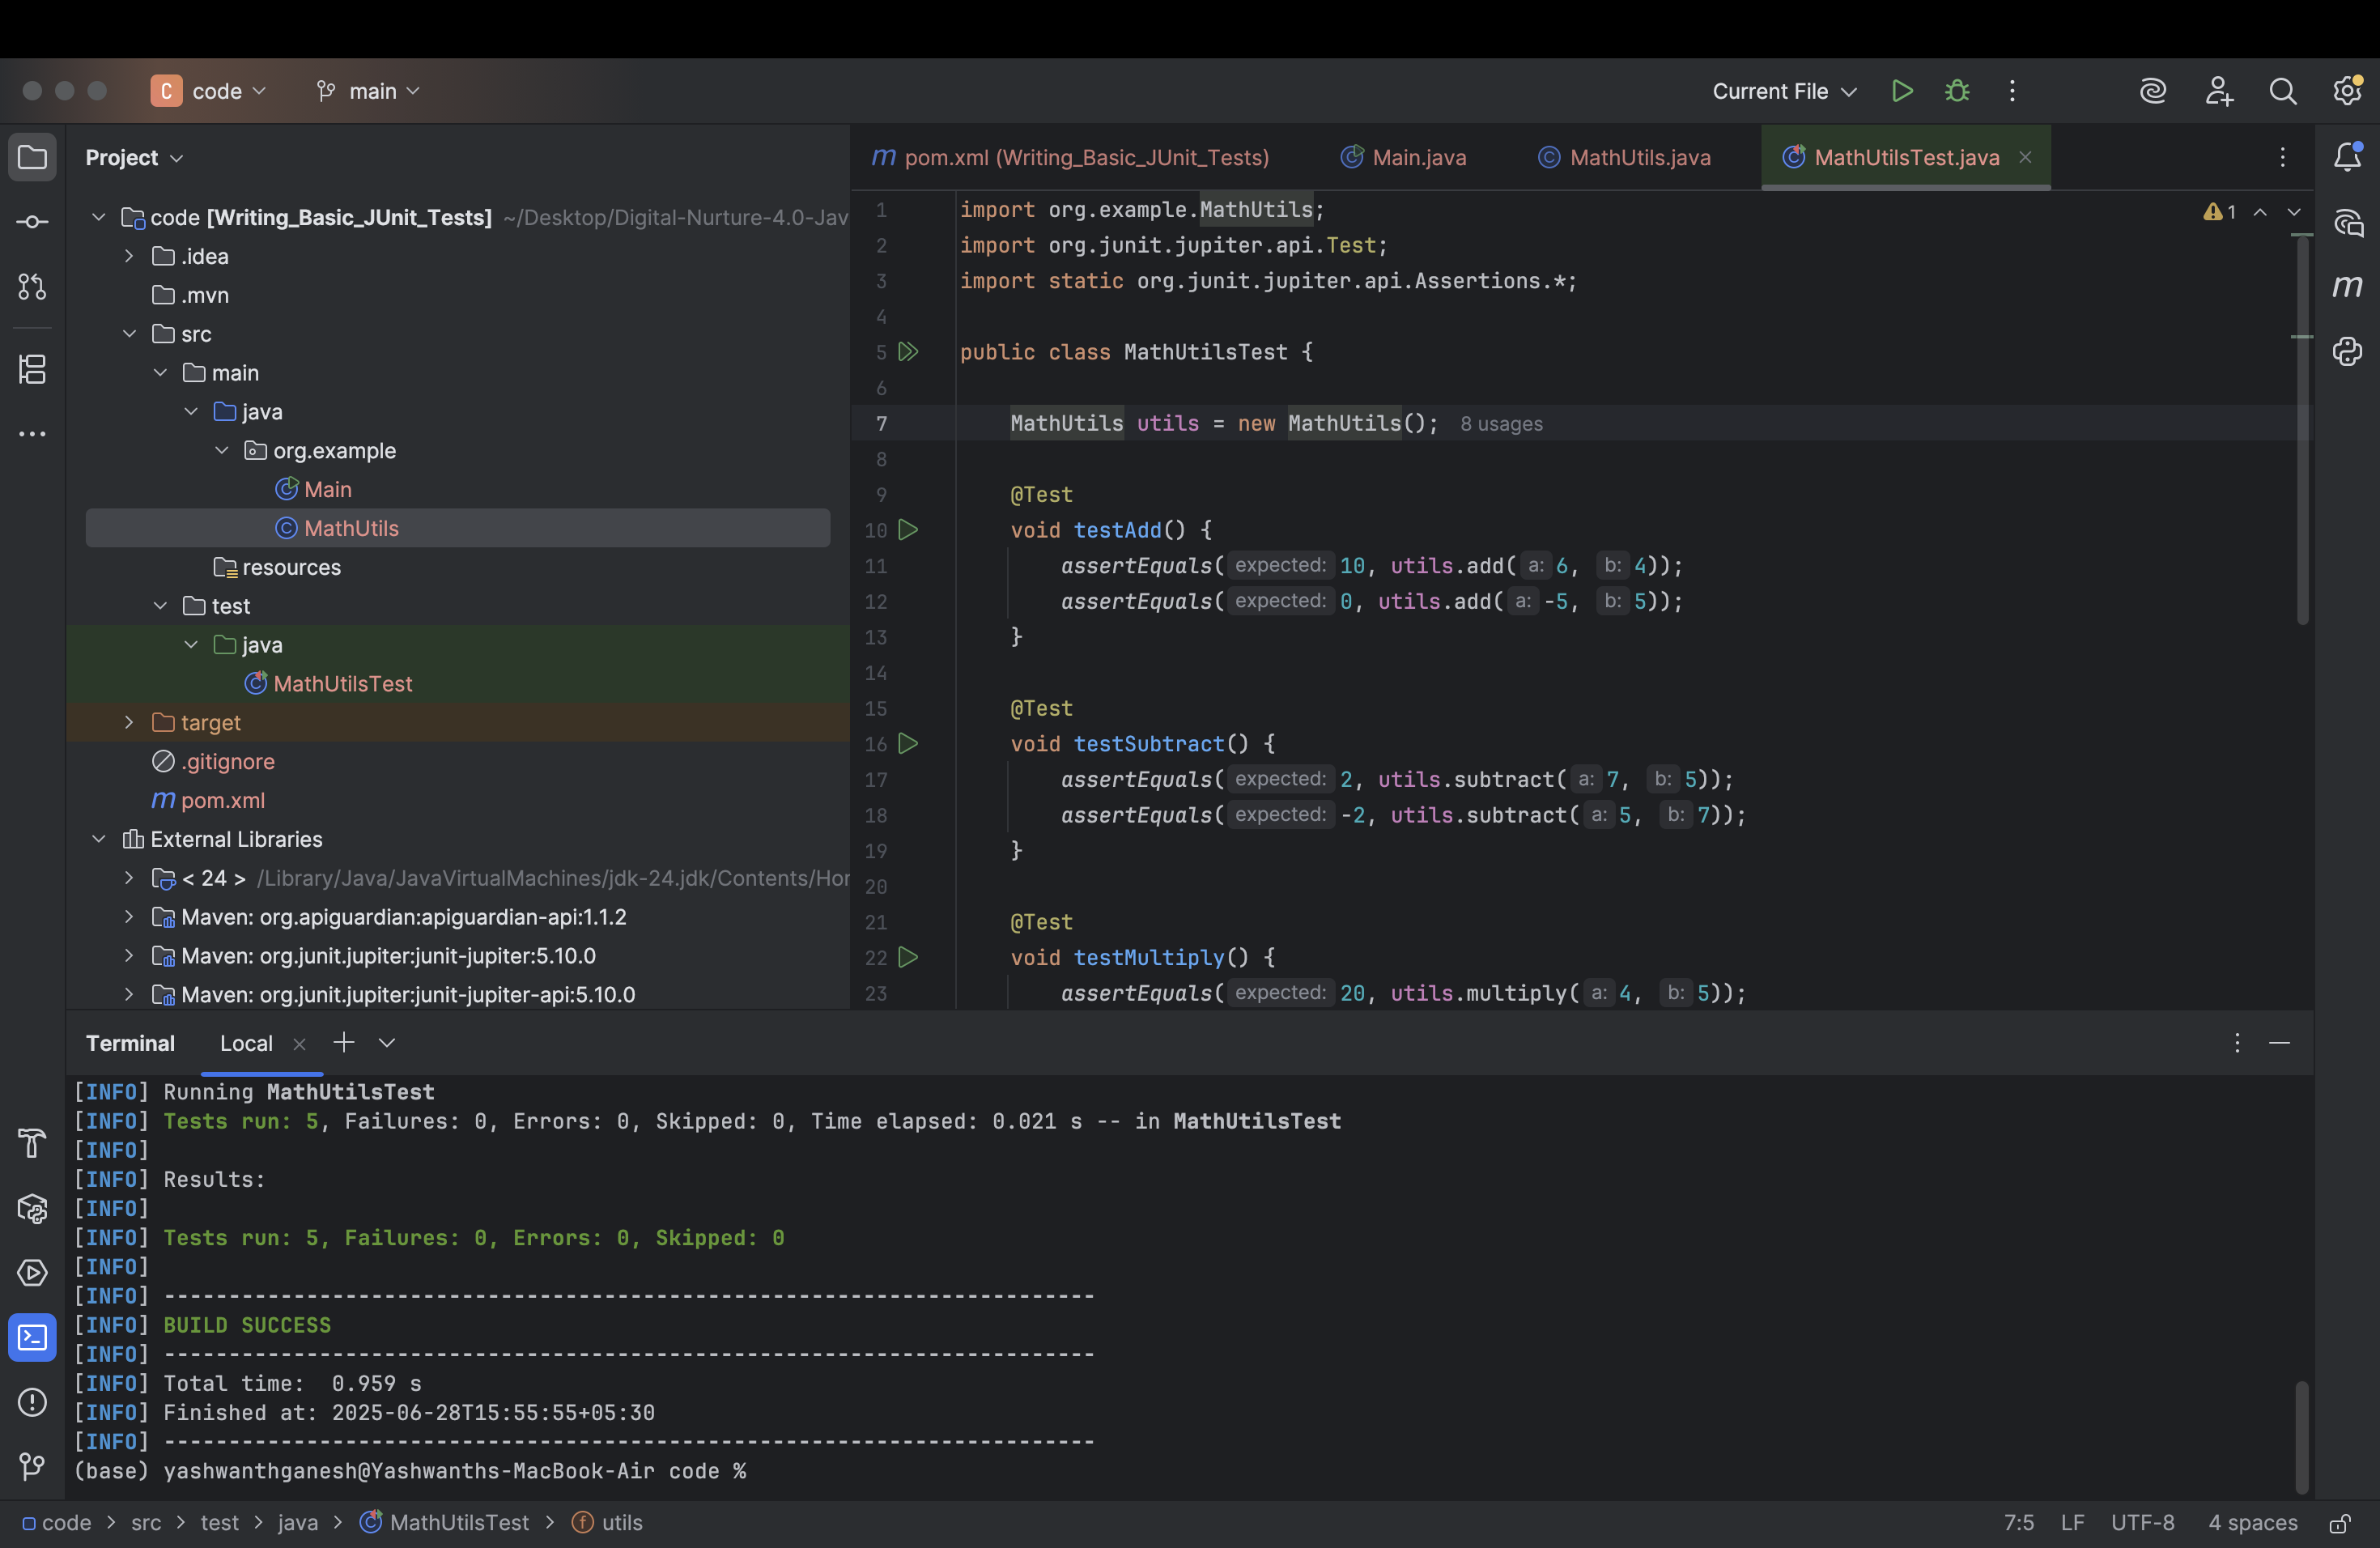 C code main Current File
Project
code [Writing_Basic_JUnit_Tests] ~/Desktop/Digital-Nurture-4.0-Jav
.idea
.mvn
src
main
java
org.example
Main
MathUtils
resources
test
java
MathUtilsTest
target
.gitignore
pom.xml
External Libraries
< 24 > /Library/Java/JavaVirtualMachines/jdk-24.jdk/Contents/Hor
Maven: org.apiguardian:apiguardian-api:1.1.2
Maven: org.junit.jupiter:junit-jupiter:5.10.0
Maven: org.junit.jupiter:junit-jupiter-api:5.10.0
m pom.xml (Writing_Basic_JUnit_Tests) Main.java MathUtils.java MathUtilsTest.java
1 import org.example.MathUtils;
1
2 import org.junit.jupiter.api.Test;
3 import static org.junit.jupiter.api.Assertions.*;
4
5 public class MathUtilsTest {
6
7 MathUtils utils = new MathUtils(); 8 usages
8
9 @Test
10 void testAdd() {
11 assertEquals( expected: 10, utils.add( a: 6, b: 4));
12 assertEquals( expected: 0, utils.add( a: -5, b: 5));
13 }
14
15 @Test
16 void testSubtract() {
17 assertEquals( expected: 2, utils.subtract( a: 7, b: 5));
18 assertEquals( expected: -2, utils.subtract( a: 5, b: 7));
19 }
20
21 @Test
22 void testMultiply() {
23 assertEquals( expected: 20, utils.multiply( a: 4, b: 5));
Terminal Local
[INFO] Running MathUtilsTest
[INFO] Tests run: 5, Failures: 0, Errors: 0, Skipped: 0, Time elapsed: 0.021 s -- in MathUtilsTest
[INFO]
[INFO] Results:
[INFO]
[INFO] Tests run: 5, Failures: 0, Errors: 0, Skipped: 0
[INFO]
[INFO] ------------------------------------------------------------------------
[INFO] BUILD SUCCESS
[INFO] ------------------------------------------------------------------------
[INFO] Total time:  0.959 s
[INFO] Finished at: 2025-06-28T15:55:55+05:30
[INFO] ------------------------------------------------------------------------
(base) yashwanthganesh@Yashwanths-MacBook-Air code %
code > src > test > java > MathUtilsTest > f utils 7:5 LF UTF-8 4 spaces